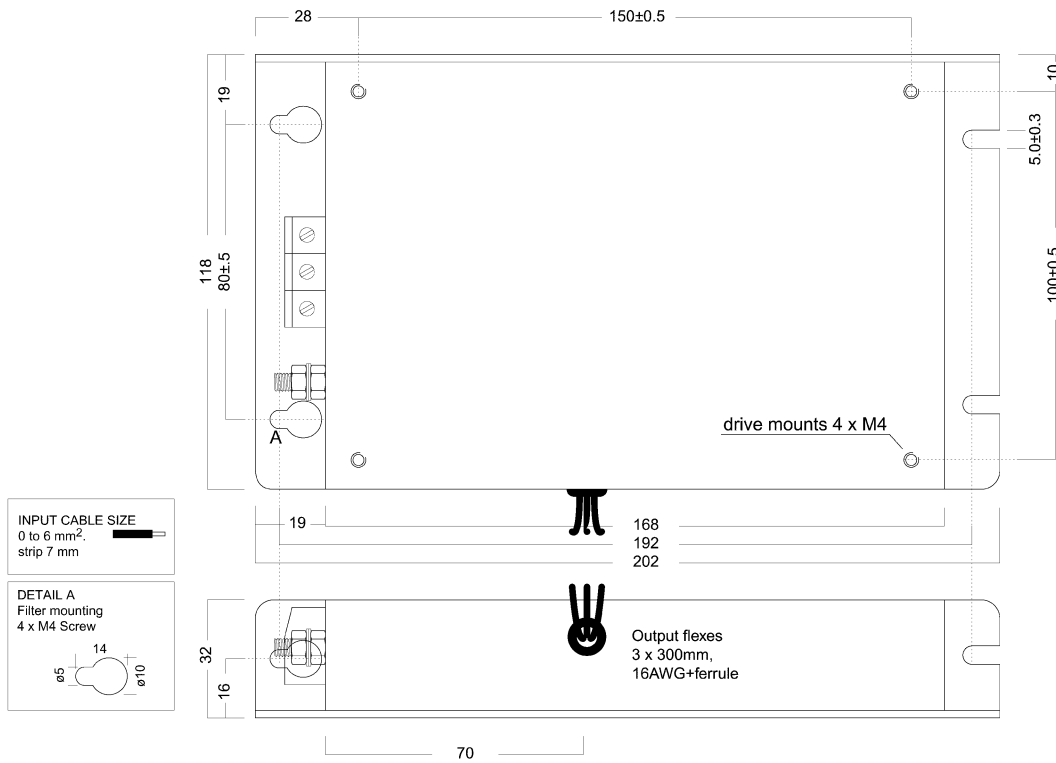 28
150±0.5
10
19
5.0±0.3
118
80±.5
100±0.5
A
drive mounts 4 x M4
19
168
192
202
INPUT CABLE SIZE
0 to 6 mm².
strip 7 mm
DETAIL A
Filter mounting
4 x M4 Screw
14
ø5
ø10
32
16
Output flexes
3 x 300mm,
16AWG+ferrule
70